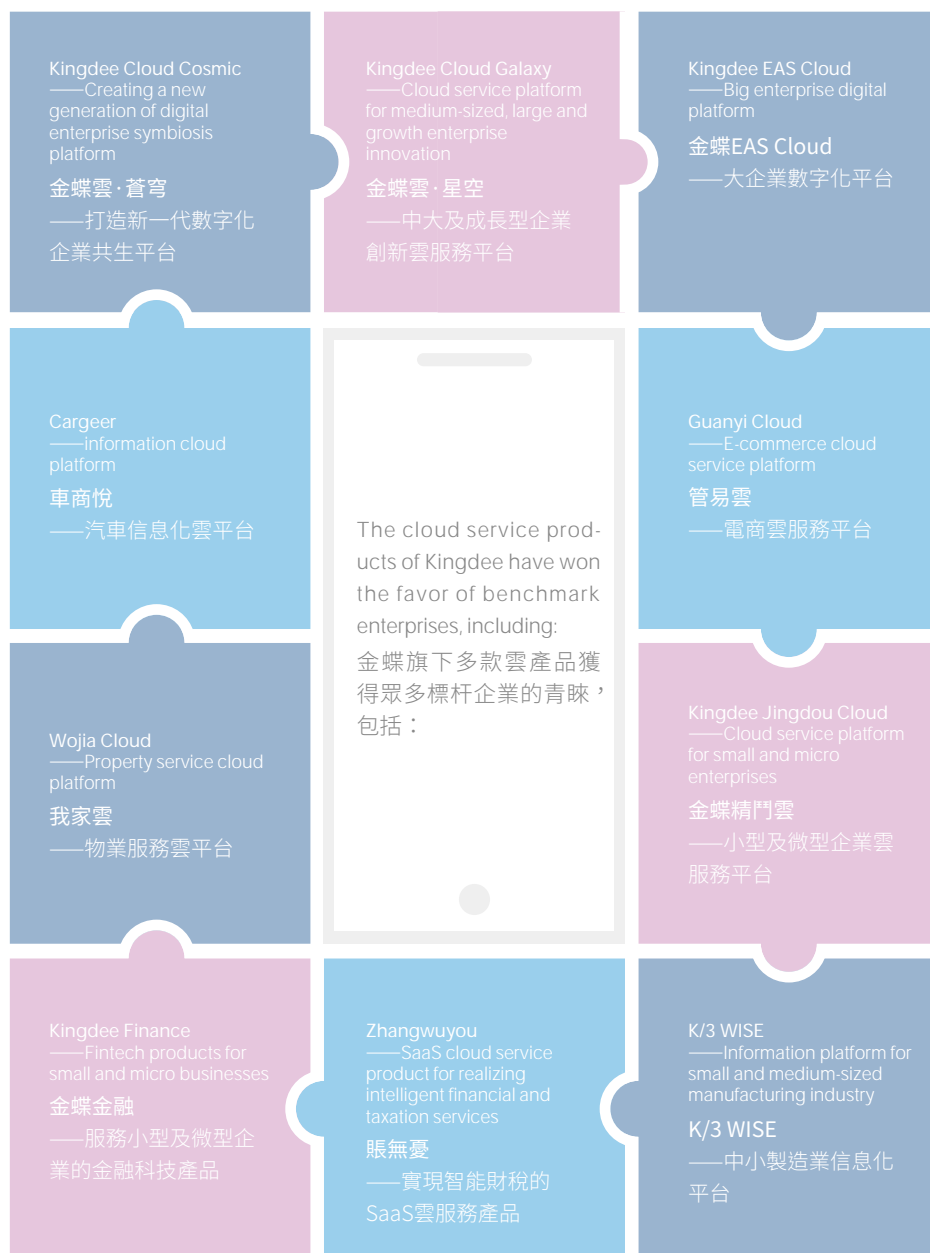 Kingdee Cloud Cosmic
——Creating a new
generation of digital
enterprise symbiosis
platform
金蝶雲·蒼穹
——打造新一代數字化
企業共生平台
Kingdee Cloud Galaxy
——Cloud service platform
for medium-sized, large and
growth enterprise
innovation
金蝶雲·星空
——中大及成長型企業
創新雲服務平台
Kingdee EAS Cloud
——Big enterprise digital
platform
金蝶EAS Cloud
——大企業數字化平台
Cargeer
——information cloud
platform
車商悅
——汽車信息化雲平台
The cloud service prod-
ucts of Kingdee have won
the favor of benchmark
enterprises, including:
金蝶旗下多款雲產品獲
得眾多標杆企業的青睞，
包括：
Guanyi Cloud
——E-commerce cloud
service platform
管易雲
——電商雲服務平台
Wojia Cloud
——Property service cloud
platform
我家雲
——物業服務雲平台
Kingdee Jingdou Cloud
——Cloud service platform
for small and micro
enterprises
金蝶精鬥雲
——小型及微型企業雲
服務平台
Kingdee Finance
——Fintech products for
small and micro businesses
金蝶金融
——服務小型及微型企
業的金融科技產品
Zhangwuyou
——SaaS cloud service
product for realizing
intelligent financial and
taxation services
賬無憂
——實現智能財稅的
SaaS雲服務產品
K/3 WISE
——Information platform for
small and medium-sized
manufacturing industry
K/3 WISE
——中小製造業信息化
平台